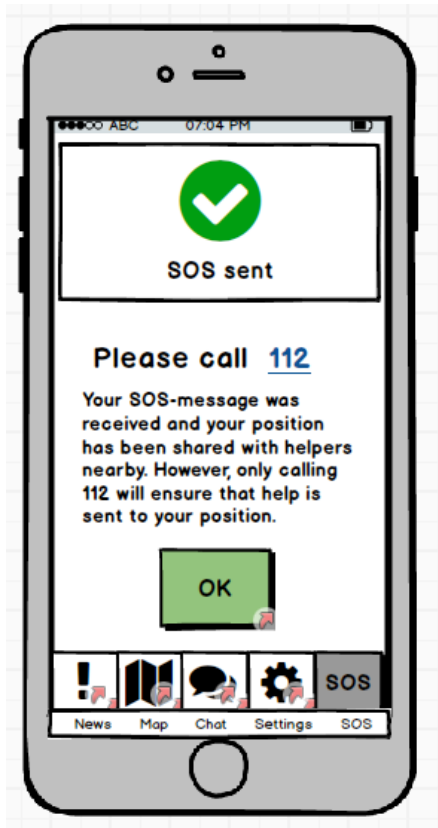 ABC 07:04 PM
SOS sent
Please call 112
Your SOS-message was
received and your position
has been shared with helpers
nearby. However, only calling
112 will ensure that help is
sent to your position.
OK
SOS
News Map Chat Settings SOS